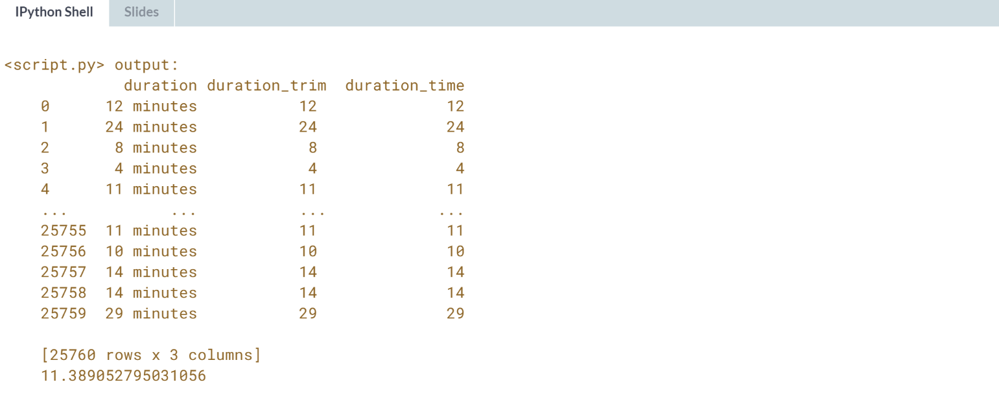 IPython Shell Slides
<script.py> output:
duration duration_trim duration_time
0 12 minutes 12 12
1 24 minutes 24 24
2 8 minutes 8 8
3 4 minutes 4 4
4 11 minutes 11 11
... ... ... ...
25755 11 minutes 11 11
25756 10 minutes 10 10
25757 14 minutes 14 14
25758 14 minutes 14 14
25759 29 minutes 29 29
[25760 rows x 3 columns]
11.389052795031056